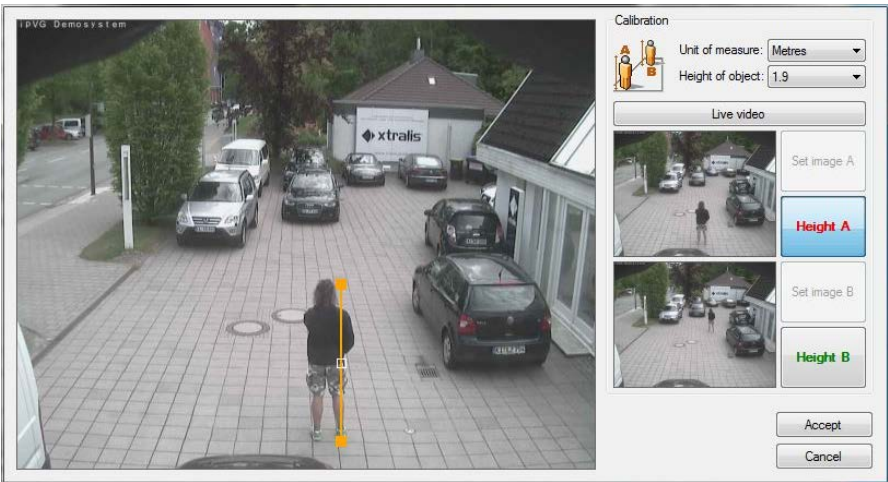 iPVG Demosystem
xtralis
Calibration
A
B
Unit of measure:
Metres
Height of object:
1.9
Live video
Set image A
Height A
Set image B
Height B
Accept
Cancel